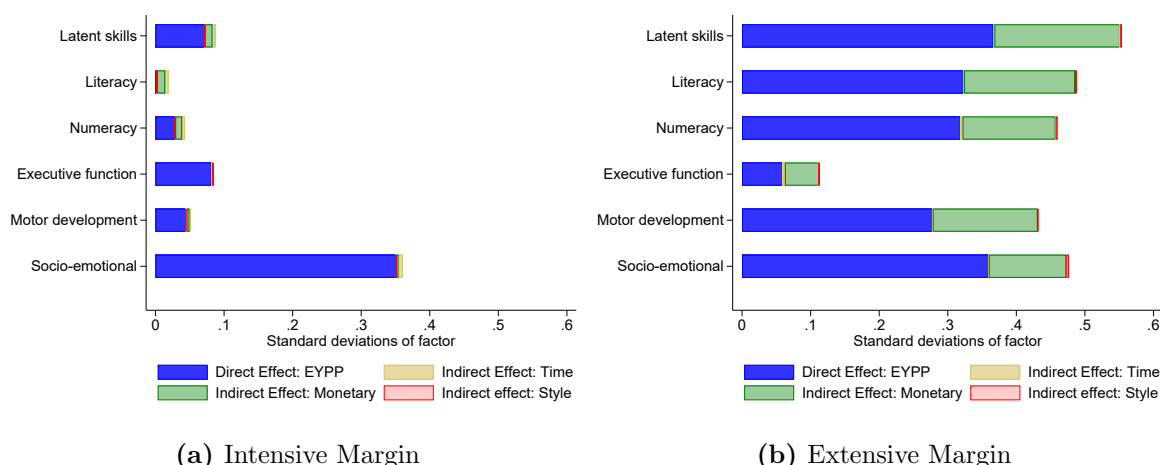 Latent skills
Literacy
Numeracy
Executive function
Motor development
Socio-emotional
0 .1 .2 .3 .4 .5 .6
Standard deviations of factor
Direct Effect: EYPP Indirect Effect: Time
Indirect Effect: Monetary Indirect effect: Style
(a) Intensive Margin
Latent skills
Literacy
Numeracy
Executive function
Motor development
Socio-emotional
0 .1 .2 .3 .4 .5 .6
Standard deviations of factor
Direct Effect: EYPP Indirect Effect: Time
Indirect Effect: Monetary Indirect effect: Style
(b) Extensive Margin